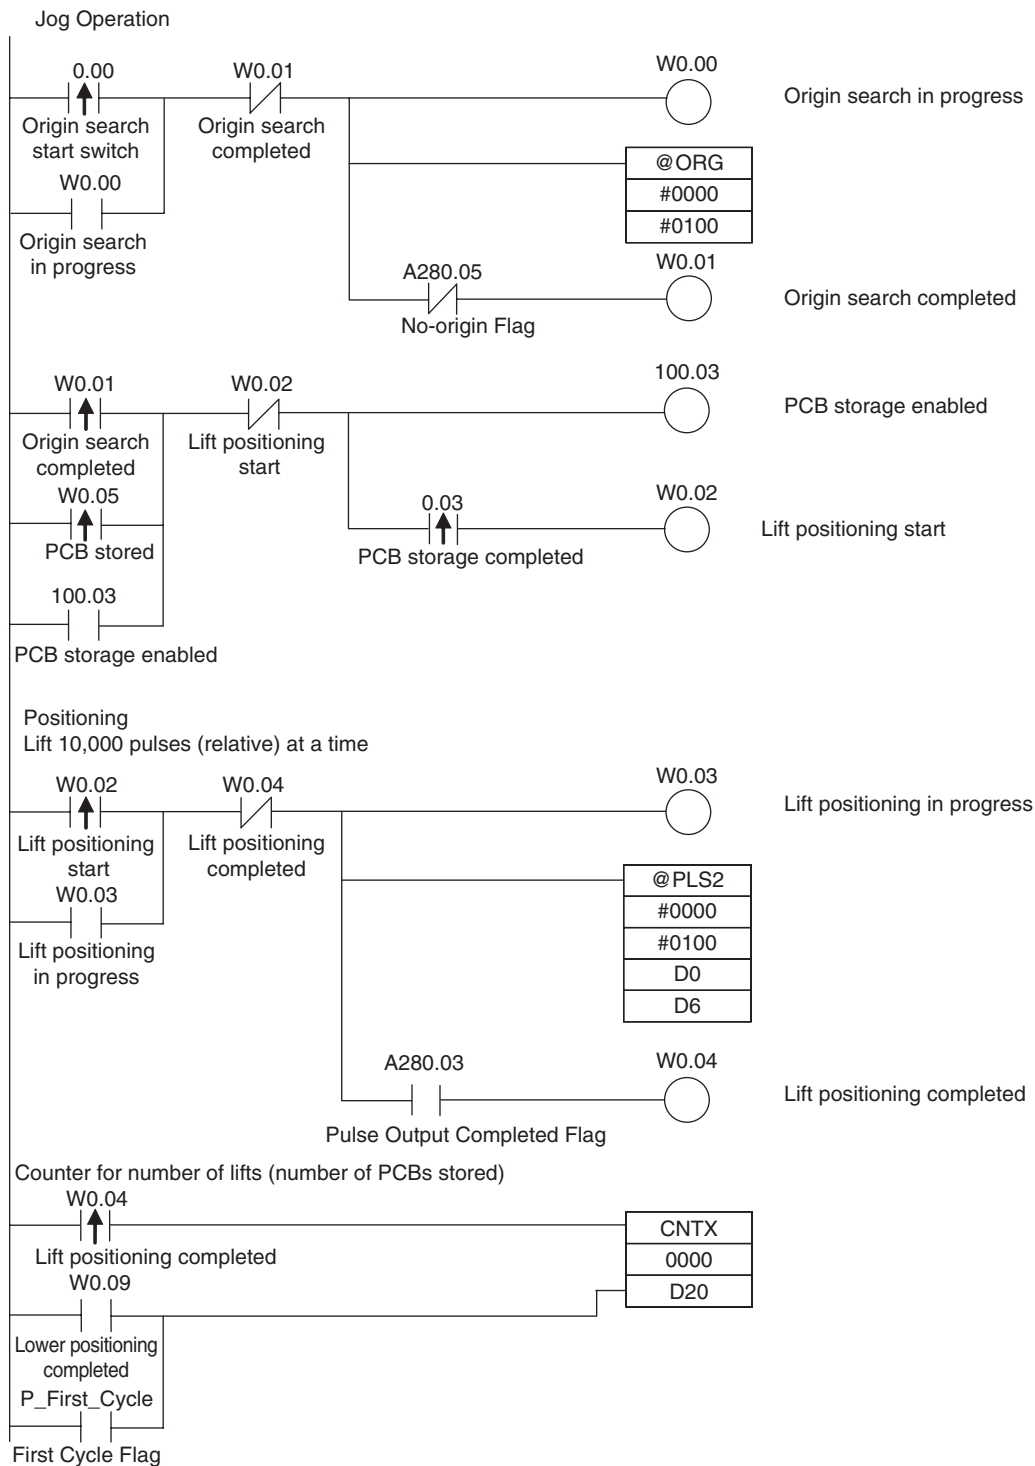 Jog Operation
0.00
W0.01
W0.00
Origin search in progress
Origin search
start switch
Origin search
completed
@ORG
#0000
#0100
W0.00
Origin search
in progress
A280.05
W0.01
No-origin Flag
Origin search completed
W0.01
W0.02
100.03
PCB storage enabled
Origin search
completed
Lift positioning
start
W0.05
PCB stored
0.03
W0.02
PCB storage completed
Lift positioning start
100.03
PCB storage enabled
Positioning
Lift 10,000 pulses (relative) at a time
W0.02
W0.04
W0.03
Lift positioning in progress
Lift positioning
start
Lift positioning
completed
@PLS2
#0000
#0100
D0
D6
W0.03
Lift positioning
in progress
A280.03
W0.04
Pulse Output Completed Flag
Lift positioning completed
Counter for number of lifts (number of PCBs stored)
W0.04
Lift positioning completed
CNTX
0000
D20
W0.09
Lower positioning
completed
P_First_Cycle
First Cycle Flag